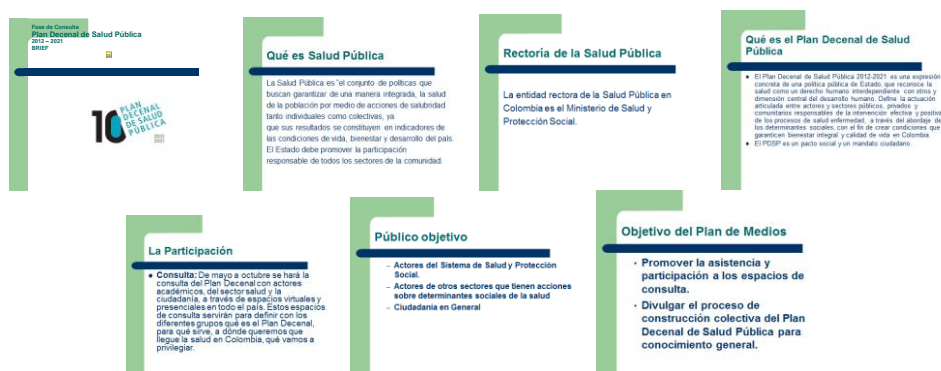 Fase de Consulta
Plan Decenal de Salud Pública
2012 – 2021
BRIEF
10 PLAN
DECENAL
DE SALUD
PÚBLICA
2012
2021
Qué es Salud Pública
La Salud Pública es “el conjunto de políticas que
buscan garantizar de una manera integrada, la salud
de la población por medio de acciones de salubridad
tanto individuales como colectivas, ya
que sus resultados se constituyen en indicadores de
las condiciones de vida, bienestar y desarrollo del país.
El Estado debe promover la participación
responsable de todos los sectores de la comunidad.
Rectoría de la Salud Pública
La entidad rectora de la Salud Pública en
Colombia es el Ministerio de Salud y
Protección Social.
Qué es el Plan Decenal de Salud
Pública
• El Plan Decenal de Salud Pública 2012-2021 es una expresión
concreta de una política pública de Estado, que reconoce la
salud como un derecho humano interdependiente con otros y
dimensión central del desarrollo humano. Define la actuación
articulada entre actores y sectores públicos, privados y
comunitarios responsables de la intervención efectiva y positiva
de los procesos de salud enfermedad, a través del abordaje de
los determinantes sociales, con el fin de crear condiciones que
garanticen bienestar integral y calidad de vida en Colombia.
• El PDSP es un pacto social y un mandato ciudadano.
La Participación
• Consulta: De mayo a octubre se hará la
consulta del Plan Decenal con actores
académicos, del sector salud y la
ciudadanía, a través de espacios virtuales y
presenciales en todo el país. Estos espacios
de consulta servirán para definir con los
diferentes grupos qué es el Plan Decenal,
para qué sirve, a dónde queremos que
llegue la salud en Colombia, qué vamos a
privilegiar.
Público objetivo
– Actores del Sistema de Salud y Protección
Social.
– Actores de otros sectores que tienen acciones
sobre determinantes sociales de la salud
– Ciudadanía en General
Objetivo del Plan de Medios
• Promover la asistencia y
participación a los espacios de
consulta.
• Divulgar el proceso de
construcción colectiva del Plan
Decenal de Salud Pública para
conocimiento general.